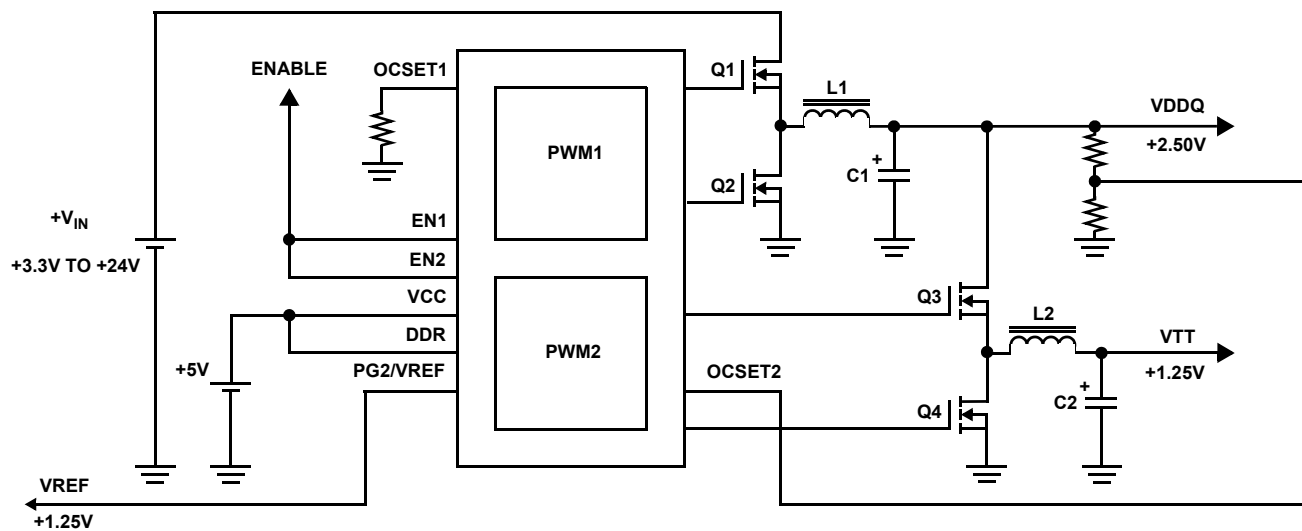 ENABLE
OCSET1
Q1
L1
VDDQ
+2.50V
PWM1
Q2
C1
+
EN1
+VIN
+3.3V TO +24V
EN2
VCC
DDR
PG2/VREF
+5V
PWM2
OCSET2
Q3
L2
VTT
+1.25V
Q4
C2
+
VREF
+1.25V